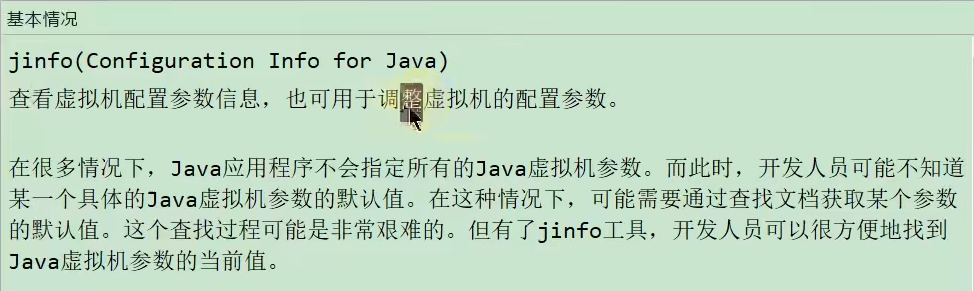 基本情况
jinfo(Configuration Info for Java)
查看虚拟机配置参数信息，也可用于调整虚拟机的配置参数。
在很多情况下，Java应用程序不会指定所有的Java虚拟机参数。而此时，开发人员可能不知道
某一个具体的Java虚拟机参数的默认值。在这种情况下，可能需要通过查找文档获取某个参数
的默认值。这个查找过程可能是非常艰难的。但有了jinfo工具，开发人员可以很方便地找到
Java虚拟机参数的当前值。